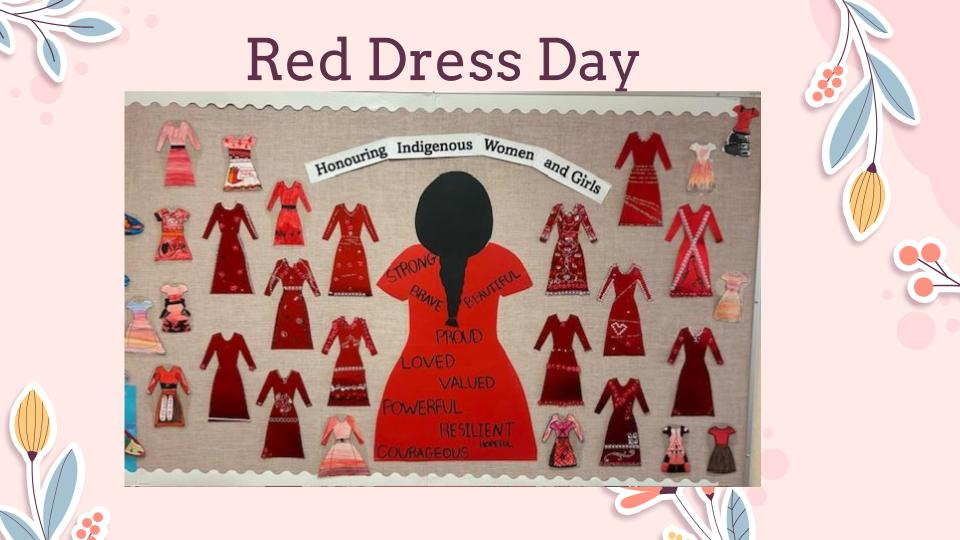 Red Dress Day
Honouring Indigenous Women and Girls
STRONG
BRAVE
BEAUTIFUL
PROUD
LOVED
VALUED
POWERFUL
RESILIENT
HOPEFUL
COURAGEOUS